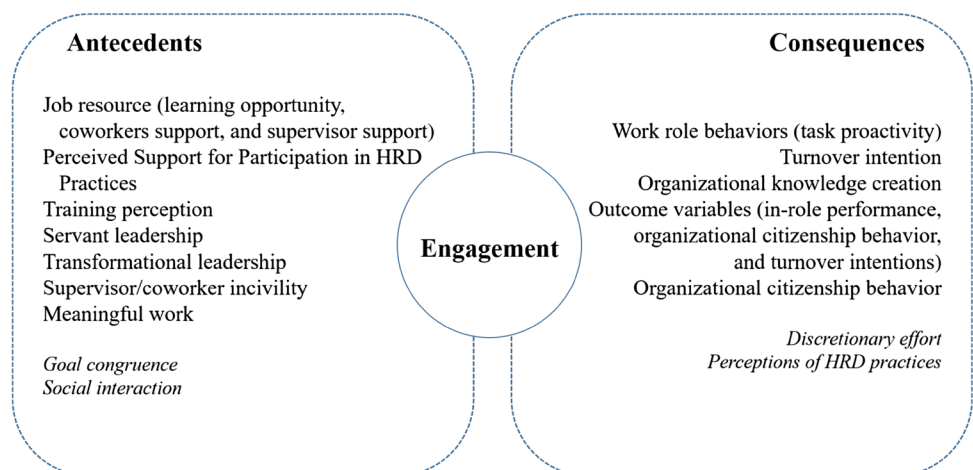 Antecedents
Job resource (learning opportunity,
coworkers support, and supervisor support)
Perceived Support for Participation in HRD
Practices
Training perception
Servant leadership
Transformational leadership
Supervisor/coworker incivility
Meaningful work
Goal congruence
Social interaction
Engagement
Consequences
Work role behaviors (task proactivity)
Turnover intention
Organizational knowledge creation
Outcome variables (in-role performance,
organizational citizenship behavior,
and turnover intentions)
Organizational citizenship behavior
Discretionary effort
Perceptions of HRD practices